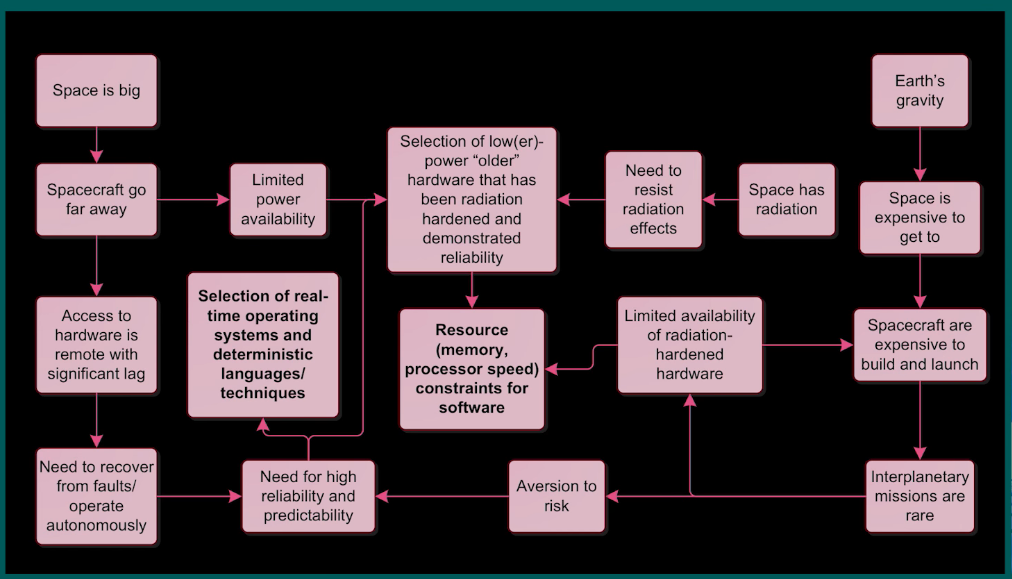 Space is big
Earth's
gravity
Selection of low(er)-
power "older"
hardware that has
been radiation
hardened and
demonstrated
reliability
Spacecraft go
far away
Limited
power
availability
Need to
resist
radiation
effects
Space has
radiation
Space is
expensive to
get to
Selection of real-
time operating
systems and
deterministic
languages/
techniques
Access to
hardware is
remote with
significant lag
Resource
(memory,
processor speed)
constraints for
software
Limited availability
of radiation-
hardened
hardware
Spacecraft are
expensive to
build and launch
Need to recover
from faults/
operate
autonomously
Need for high
reliability and
predictability
Aversion to
risk
Interplanetary
missions are
rare